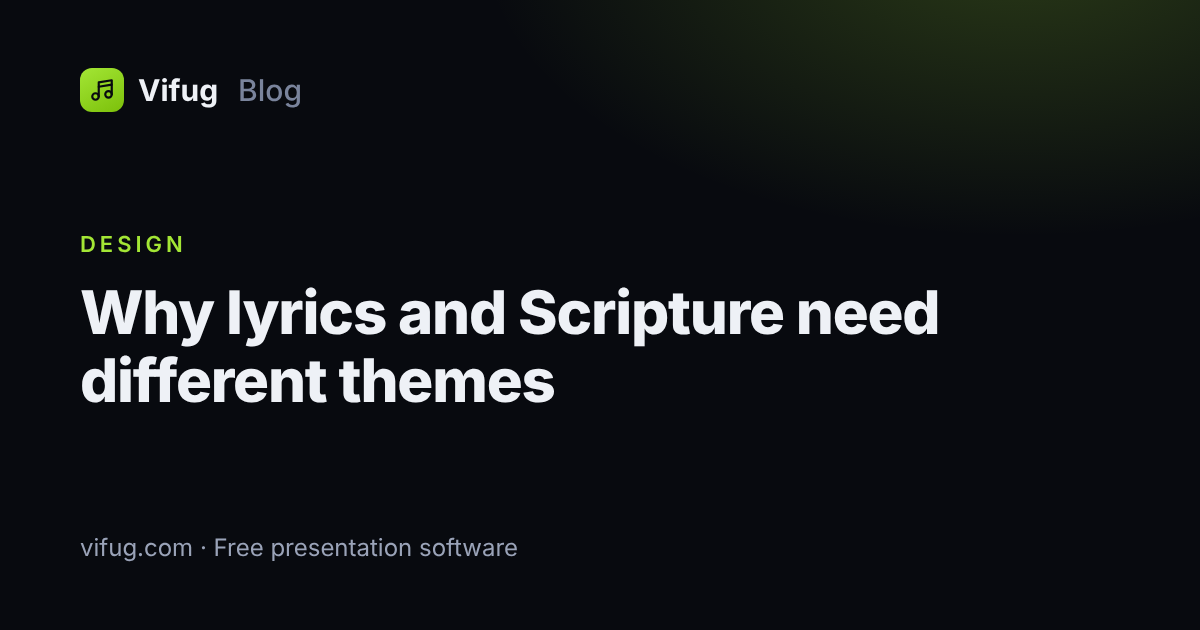 Vifug Blog
DESIGN
Why lyrics and Scripture need
different themes
vifug.com · Free presentation software